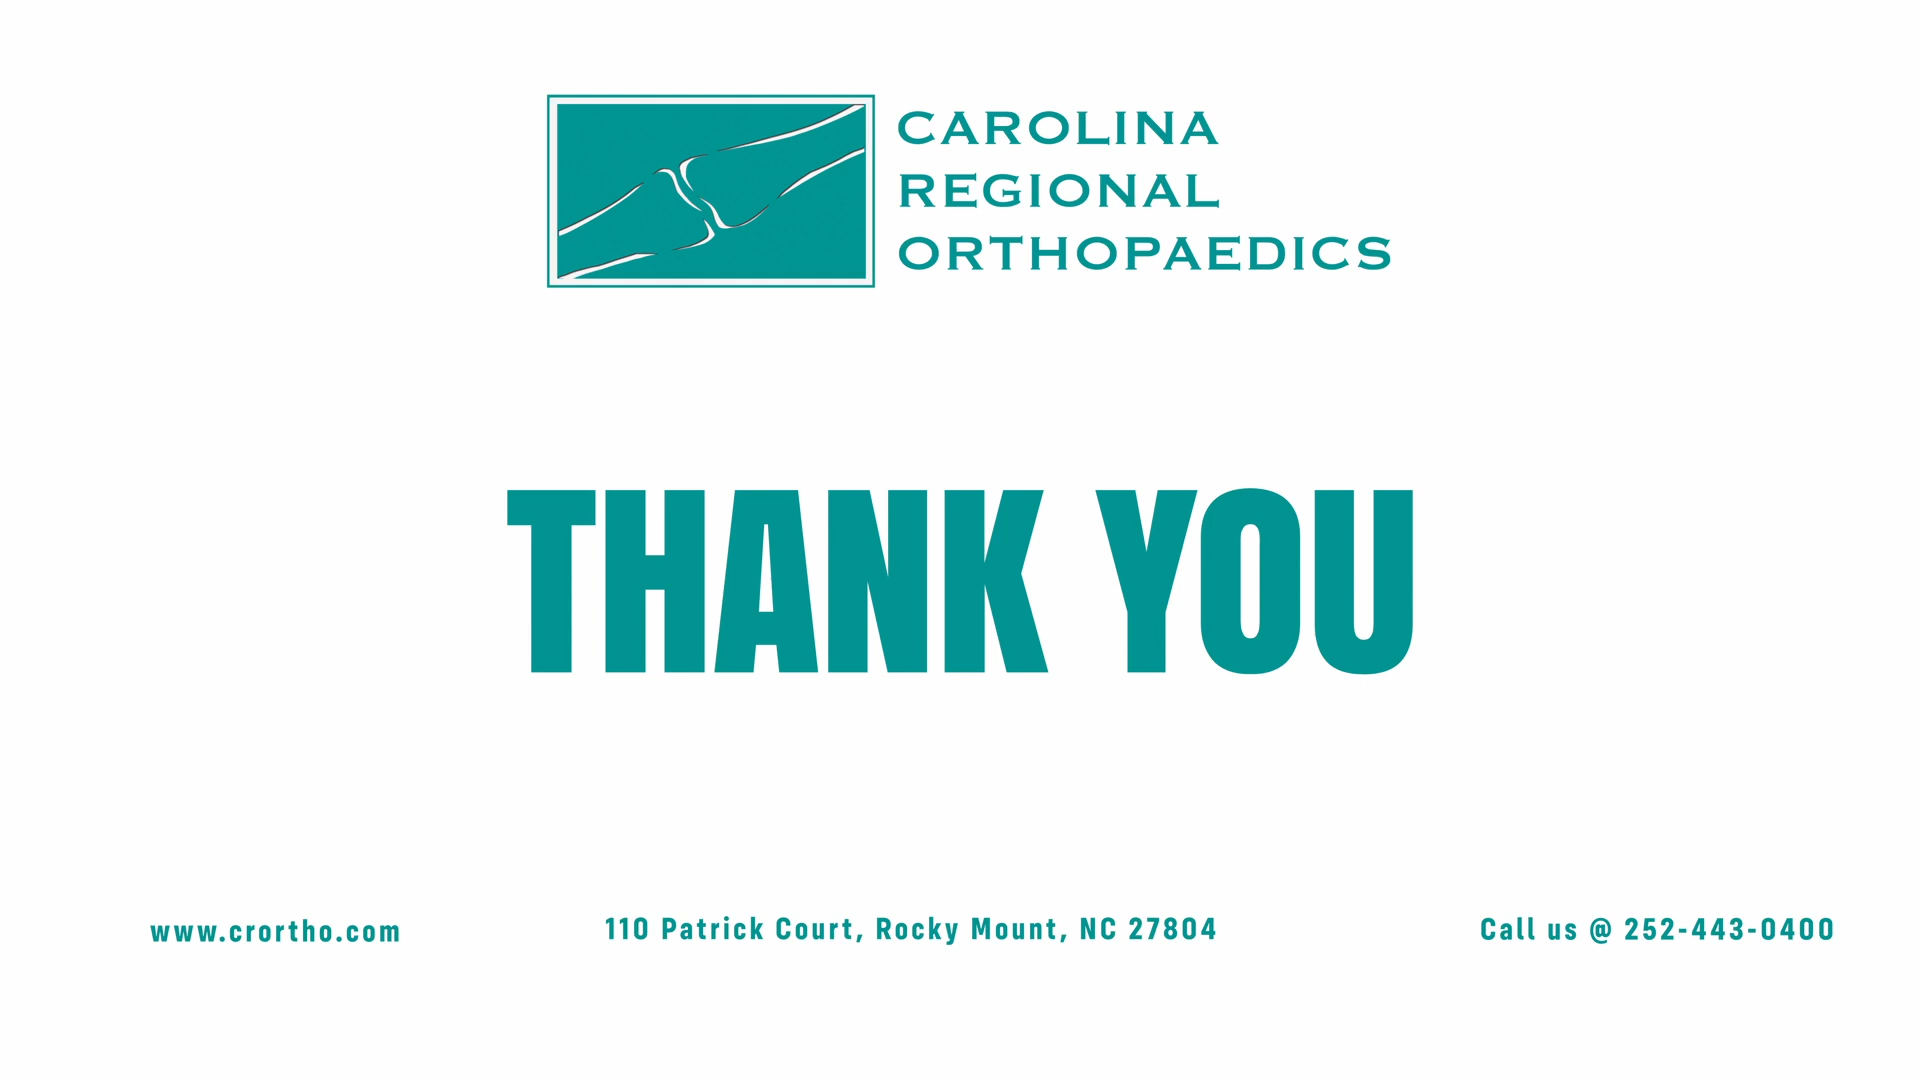 CAROLINA
REGIONAL
ORTHOPAEDICS
THANK YOU
www.crortho.com
110 Patrick Court, Rocky Mount, NC 27804
Call us @ 252-443-0400